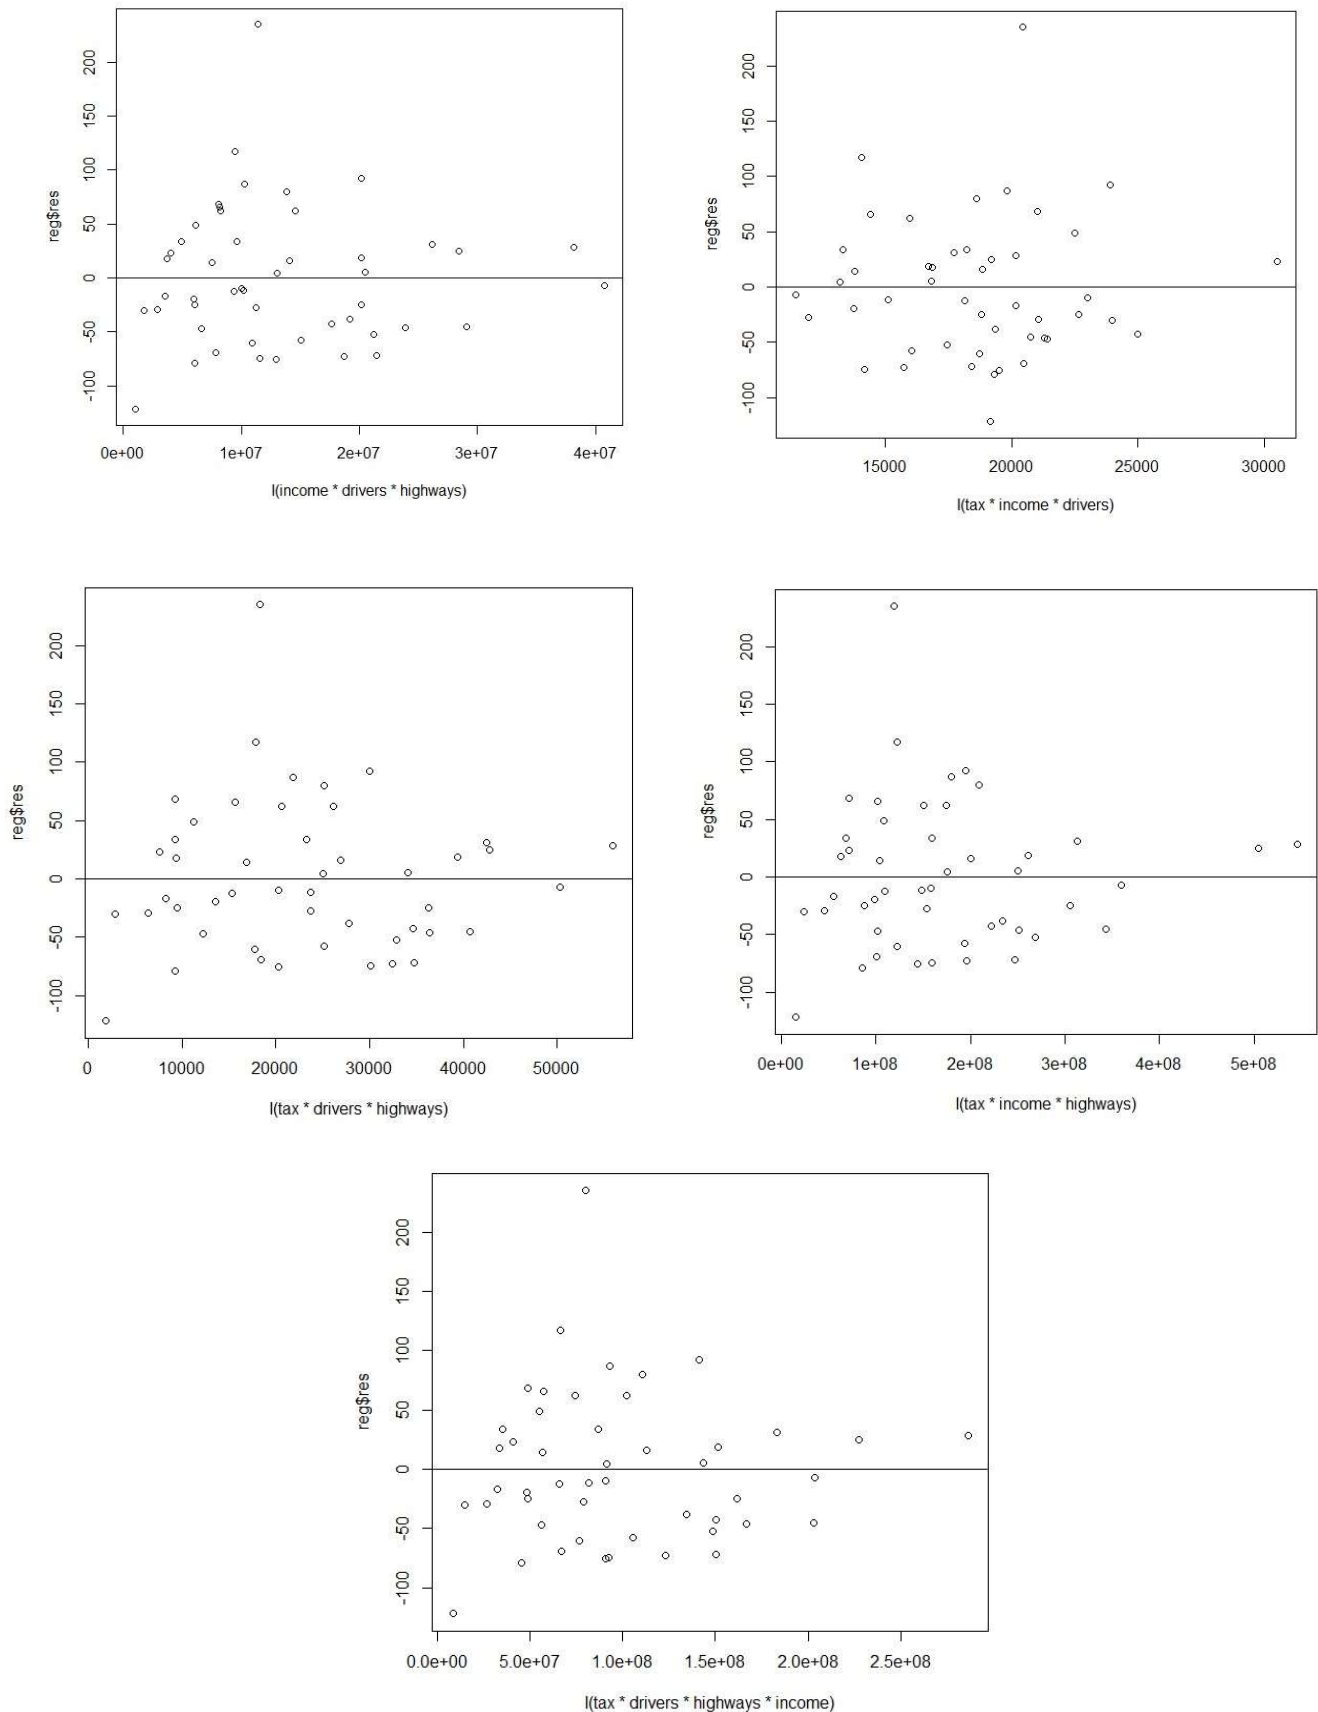 200
150
100
50
0
-50
-100
reg$res
0e+00 1e+07 2e+07 3e+07 4e+07
I(income * drivers * highways)
200
150
100
50
0
-50
-100
reg$res
15000 20000 25000 30000
I(tax * income * drivers)
200
150
100
50
0
-50
-100
reg$res
0 10000 20000 30000 40000 50000
I(tax * drivers * highways)
200
150
100
50
0
-50
-100
reg$res
0e+00 1e+08 2e+08 3e+08 4e+08 5e+08
I(tax * income * highways)
200
150
100
50
0
-50
-100
reg$res
0.0e+00 5.0e+07 1.0e+08 1.5e+08 2.0e+08 2.5e+08
I(tax * drivers * highways * income)